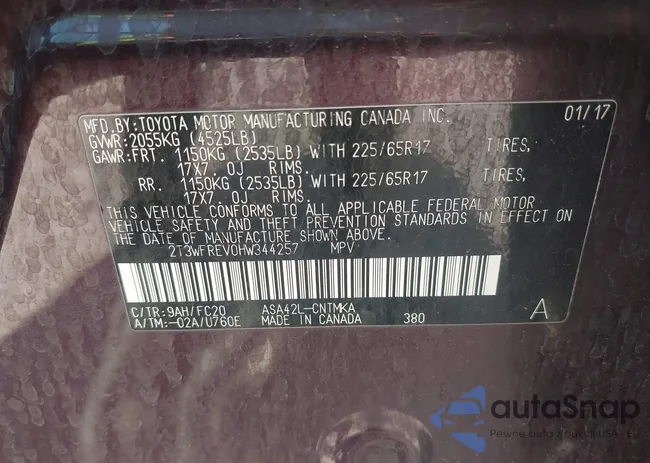 MFD.BY:TOYOTA MOTOR MANUFACTURING CANADA INC. 01/17
GVWR:2055KG (4525LB)
GAWR:FRT. 1150KG (2535LB) WITH 225/65R17 TIRES,
17X7.0J RIMS.
RR. 1150KG (2535LB) WITH 225/65R17 TIRES,
17X7.0J RIMS.
THIS VEHICLE CONFORMS TO ALL APPLICABLE FEDERAL MOTOR
VEHICLE SAFETY AND THEFT PREVENTION STANDARDS IN EFFECT ON
THE DATE OF MANUFACTURE SHOWN ABOVE.
2T3WFREV0HW344257 MPV
C/TR:9AH/FC20 ASA42L-CNTMKA A
A/TM:-02A/U760E MADE IN CANADA 380
autaSnap
Pewne auta z